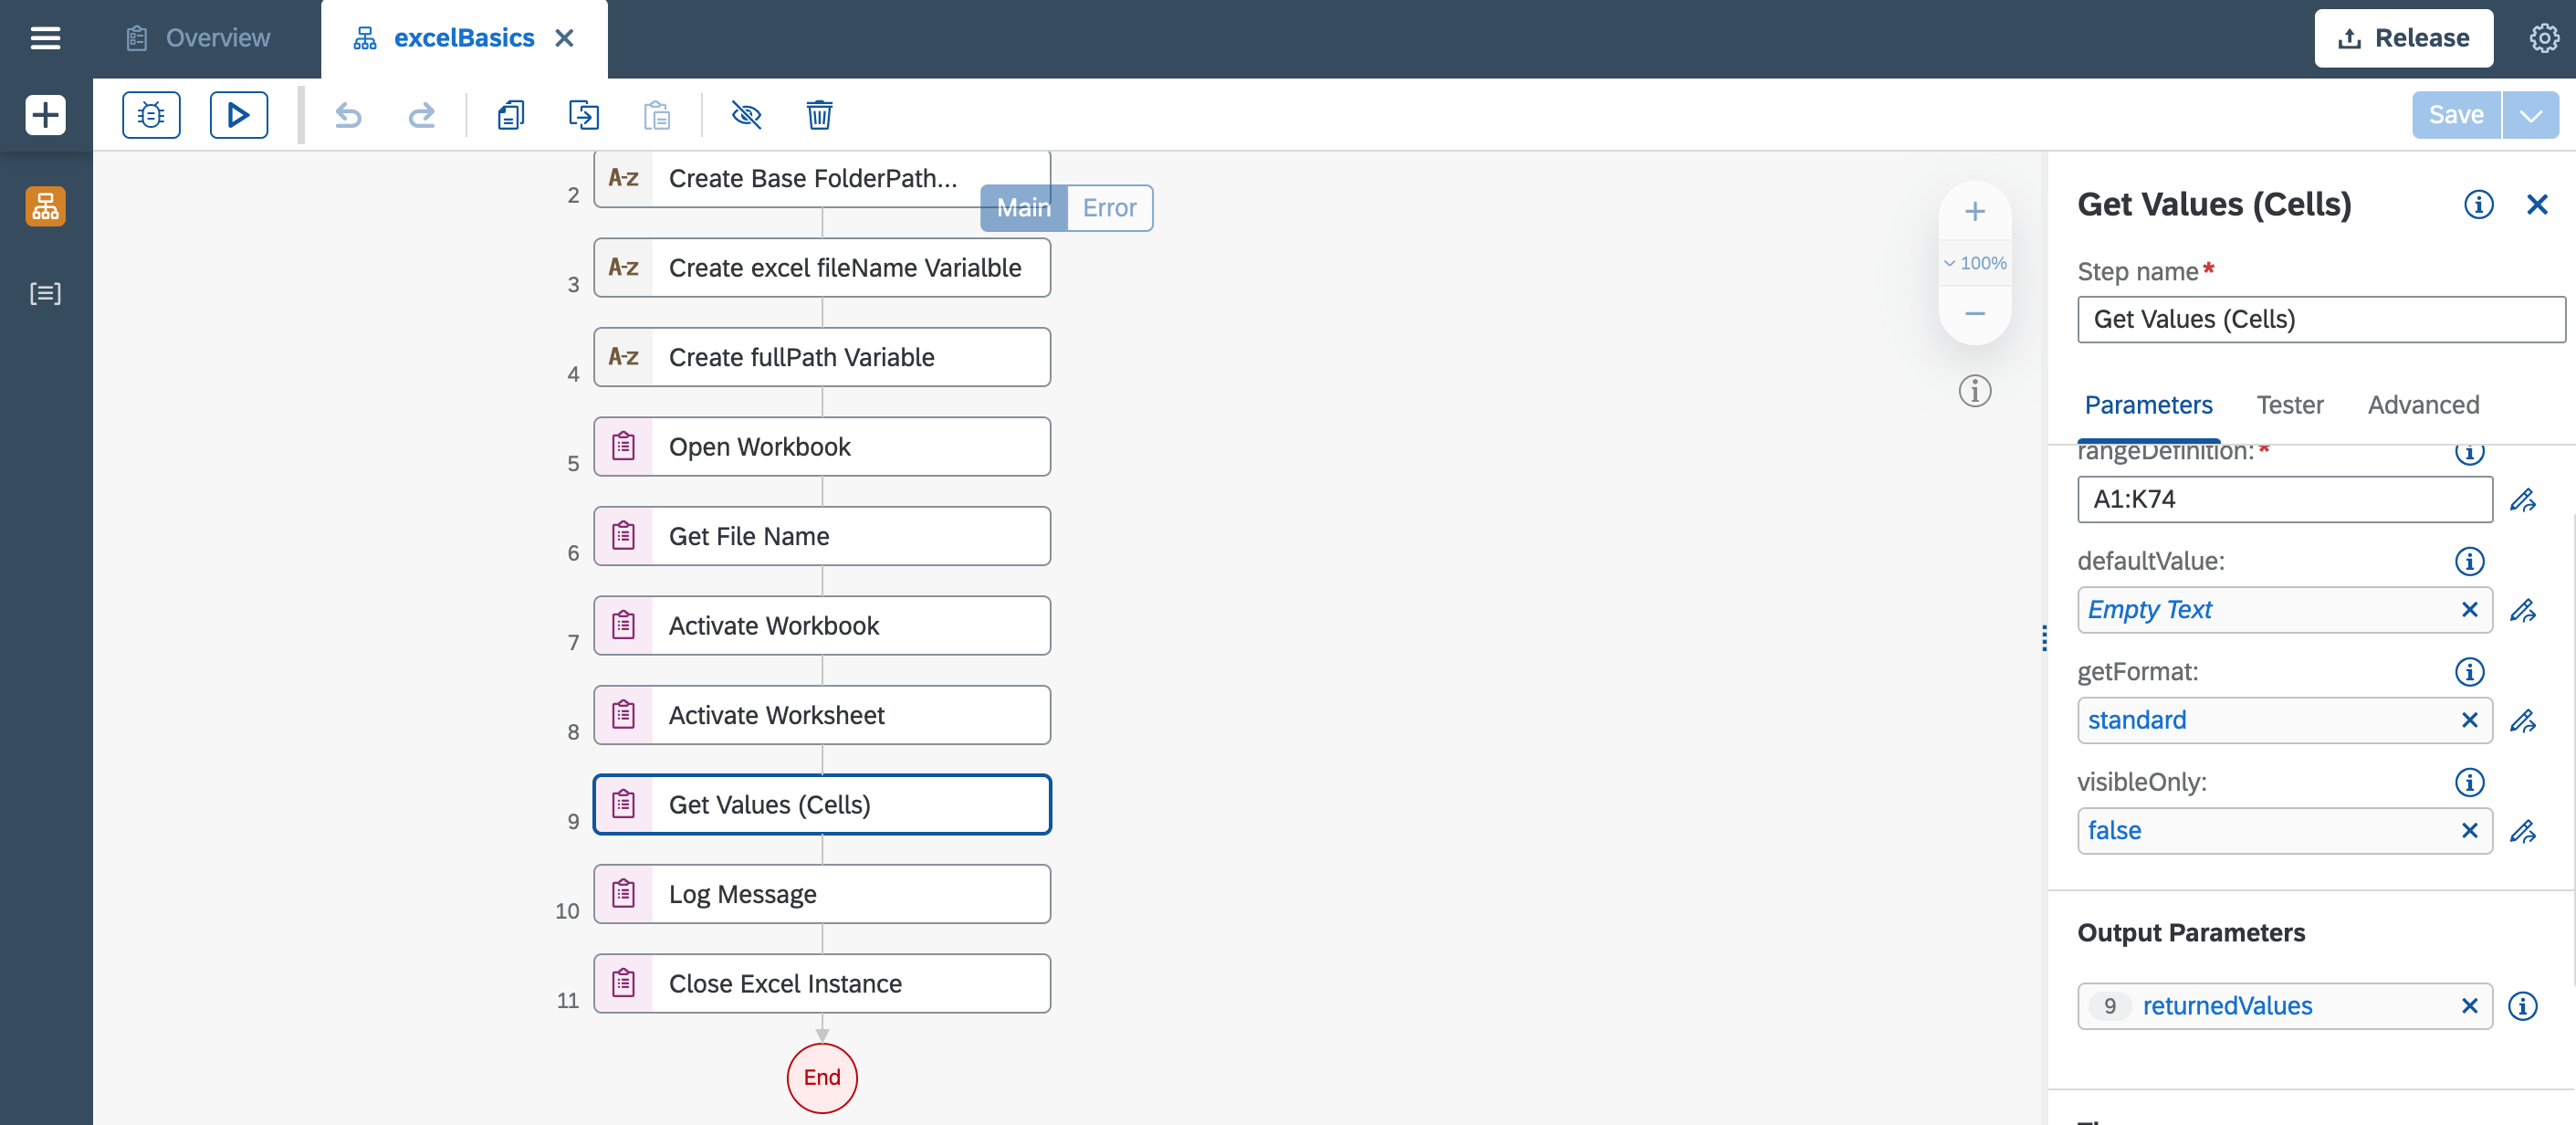 Overview
excelBasics
Release
Save
2
A-z
Create Base FolderPath...
Main
Error
3
A-z
Create excel fileName Varialble
4
A-z
Create fullPath Variable
5
Open Workbook
6
Get File Name
7
Activate Workbook
8
Activate Worksheet
9
Get Values (Cells)
10
Log Message
11
Close Excel Instance
End
100%
Get Values (Cells)
Step name*
Get Values (Cells)
Parameters
Tester
Advanced
rangeDefinition:*
A1:K74
defaultValue:
Empty Text
getFormat:
standard
visibleOnly:
false
Output Parameters
9 returnedValues